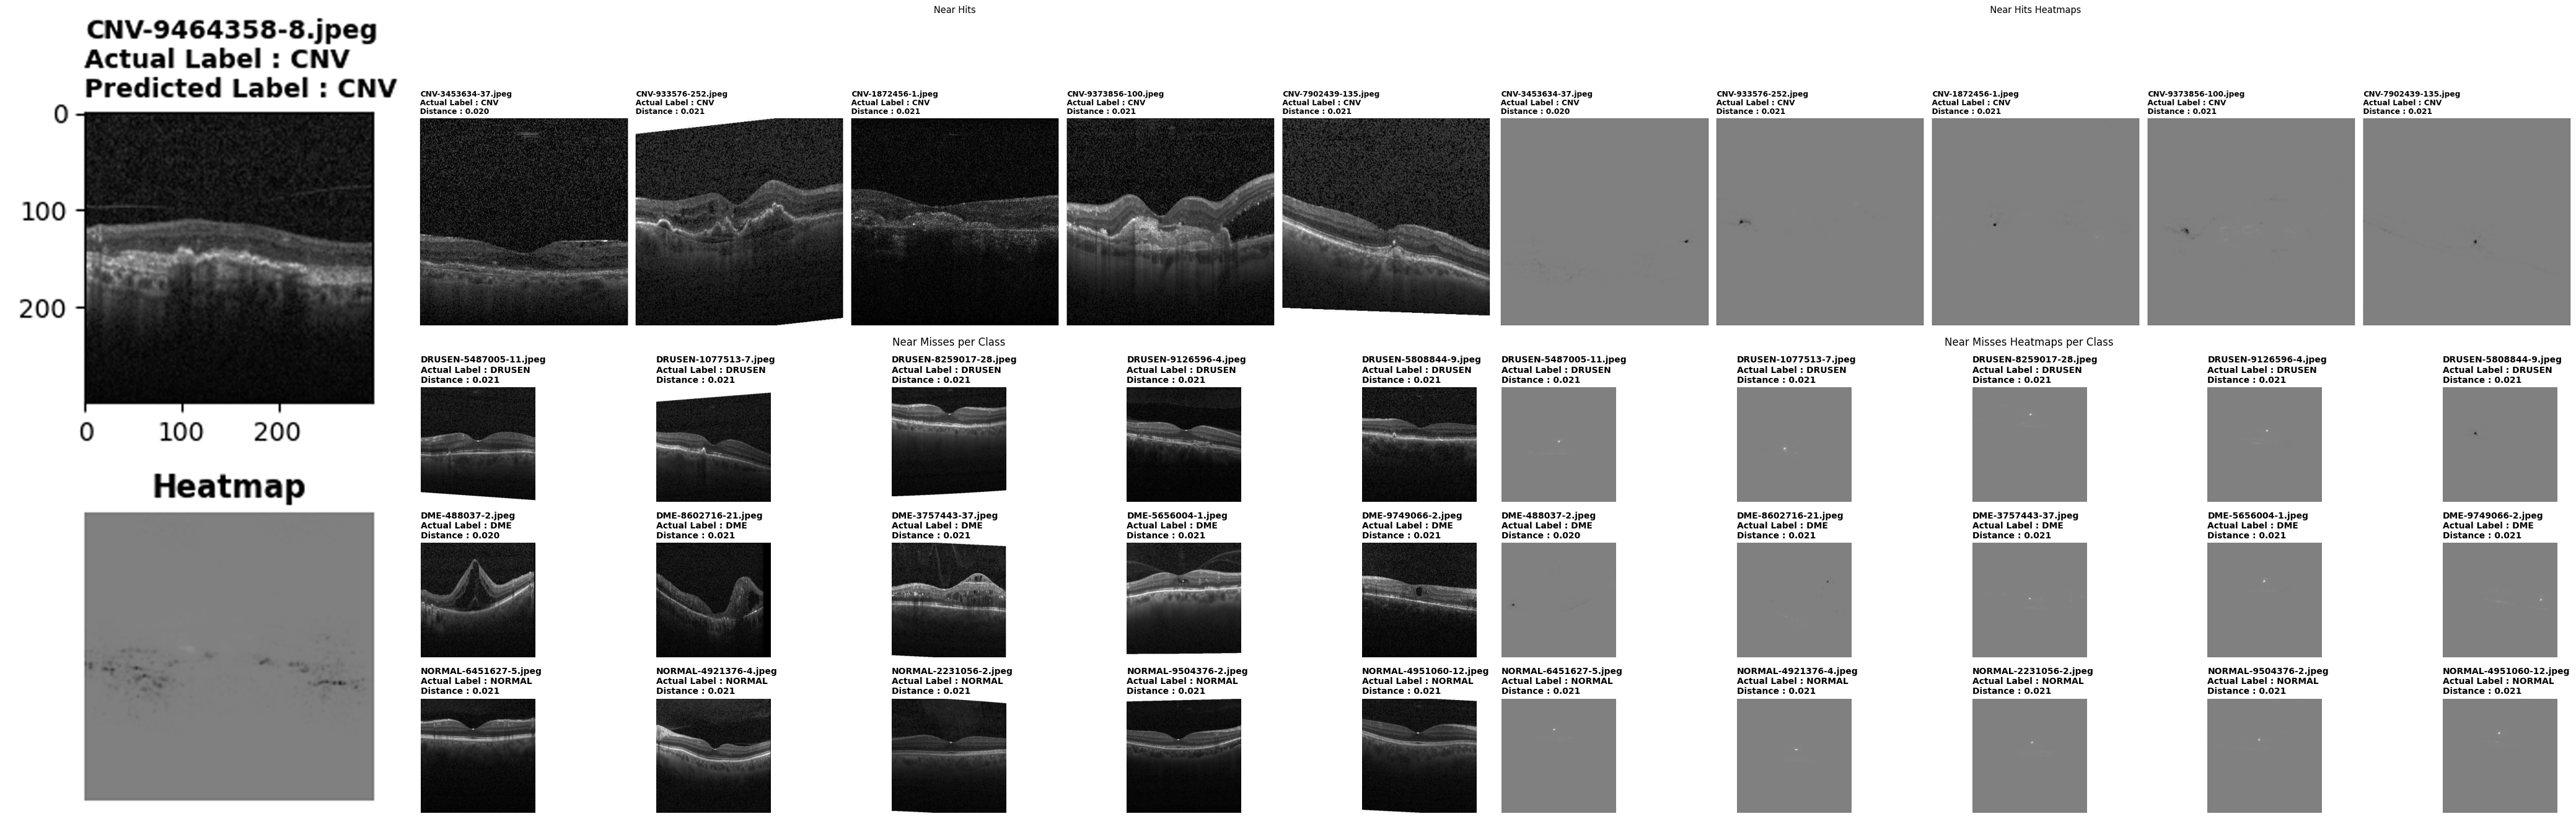 CNV-9464358-8.jpeg
Actual Label : CNV
Predicted Label : CNV
0
100
200
0
100
200
Heatmap
Near Hits
CNV-3453634-37.jpeg
Actual Label : CNV
Distance : 0.020
CNV-933576-252.jpeg
Actual Label : CNV
Distance : 0.021
CNV-1872456-1.jpeg
Actual Label : CNV
Distance : 0.021
CNV-9373856-100.jpeg
Actual Label : CNV
Distance : 0.021
CNV-7902439-135.jpeg
Actual Label : CNV
Distance : 0.021
Near Hits Heatmaps
CNV-3453634-37.jpeg
Actual Label : CNV
Distance : 0.020
CNV-933576-252.jpeg
Actual Label : CNV
Distance : 0.021
CNV-1872456-1.jpeg
Actual Label : CNV
Distance : 0.021
CNV-9373856-100.jpeg
Actual Label : CNV
Distance : 0.021
CNV-7902439-135.jpeg
Actual Label : CNV
Distance : 0.021
Near Misses per Class
DRUSEN-5487005-11.jpeg
Actual Label : DRUSEN
Distance : 0.021
DRUSEN-1077513-7.jpeg
Actual Label : DRUSEN
Distance : 0.021
DRUSEN-8259017-28.jpeg
Actual Label : DRUSEN
Distance : 0.021
DRUSEN-9126596-4.jpeg
Actual Label : DRUSEN
Distance : 0.021
DRUSEN-5808844-9.jpeg
Actual Label : DRUSEN
Distance : 0.021
DME-488037-2.jpeg
Actual Label : DME
Distance : 0.020
DME-8602716-21.jpeg
Actual Label : DME
Distance : 0.021
DME-3757443-37.jpeg
Actual Label : DME
Distance : 0.021
DME-5656004-1.jpeg
Actual Label : DME
Distance : 0.021
DME-9749066-2.jpeg
Actual Label : DME
Distance : 0.021
NORMAL-6451627-5.jpeg
Actual Label : NORMAL
Distance : 0.021
NORMAL-4921376-4.jpeg
Actual Label : NORMAL
Distance : 0.021
NORMAL-2231056-2.jpeg
Actual Label : NORMAL
Distance : 0.021
NORMAL-9504376-2.jpeg
Actual Label : NORMAL
Distance : 0.021
NORMAL-4951060-12.jpeg
Actual Label : NORMAL
Distance : 0.021
Near Misses Heatmaps per Class
DRUSEN-5487005-11.jpeg
Actual Label : DRUSEN
Distance : 0.021
DRUSEN-1077513-7.jpeg
Actual Label : DRUSEN
Distance : 0.021
DRUSEN-8259017-28.jpeg
Actual Label : DRUSEN
Distance : 0.021
DRUSEN-9126596-4.jpeg
Actual Label : DRUSEN
Distance : 0.021
DRUSEN-5808844-9.jpeg
Actual Label : DRUSEN
Distance : 0.021
DME-488037-2.jpeg
Actual Label : DME
Distance : 0.020
DME-8602716-21.jpeg
Actual Label : DME
Distance : 0.021
DME-3757443-37.jpeg
Actual Label : DME
Distance : 0.021
DME-5656004-1.jpeg
Actual Label : DME
Distance : 0.021
DME-9749066-2.jpeg
Actual Label : DME
Distance : 0.021
NORMAL-6451627-5.jpeg
Actual Label : NORMAL
Distance : 0.021
NORMAL-4921376-4.jpeg
Actual Label : NORMAL
Distance : 0.021
NORMAL-2231056-2.jpeg
Actual Label : NORMAL
Distance : 0.021
NORMAL-9504376-2.jpeg
Actual Label : NORMAL
Distance : 0.021
NORMAL-4951060-12.jpeg
Actual Label : NORMAL
Distance : 0.021